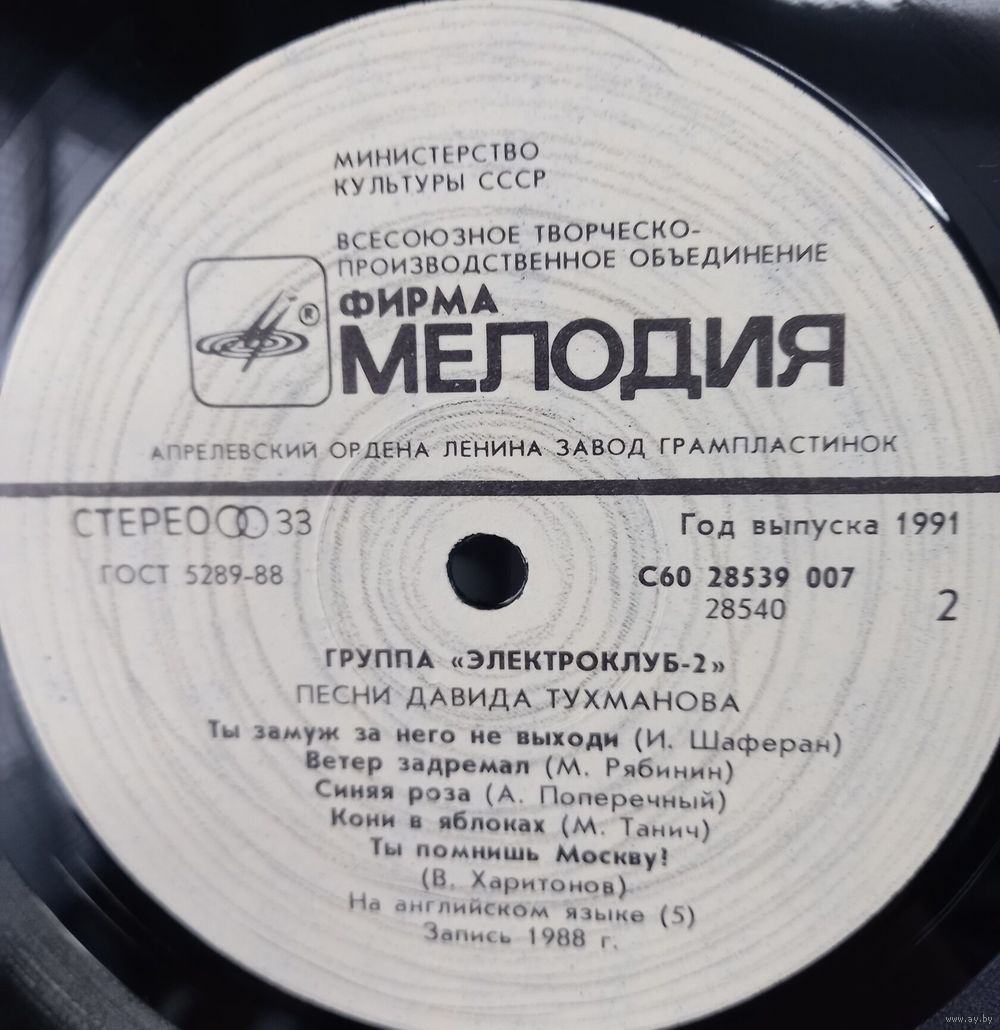 МИНИСТЕРСТВО
КУЛЬТУРЫ СССР
ВСЕСОЮЗНОЕ ТВОРЧЕСКО-
ПРОИЗВОДСТВЕННОЕ ОБЪЕДИНЕНИЕ
®
ФИРМА
МЕЛОДИЯ
АПРЕЛЕВСКИЙ ОРДЕНА ЛЕНИНА ЗАВОД ГРАМПЛАСТИНОК
СТЕРЕО 33
Год выпуска 1991
ГОСТ 5289-88
С60 28539 007
28540
2
ГРУППА «ЭЛЕКТРОКЛУБ-2»
ПЕСНИ ДАВИДА ТУХМАНОВА
Ты замуж за него не выходи (И. Шаферан)
Ветер задремал (М. Рябинин)
Синяя роза (А. Поперечный)
Кони в яблоках (М. Танич)
Ты помнишь Москву!
(В. Харитонов)
На английском языке (5)
Запись 1988 г.
www.ay.by